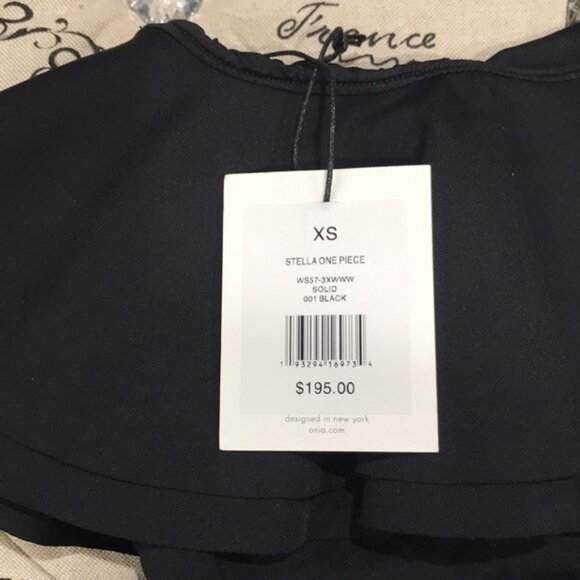 France
XS
STELLA ONE PIECE
WS57-3XWWW
SOLID
001 BLACK
1 93294 16973 4
$195.00
designed in new york
onia.com